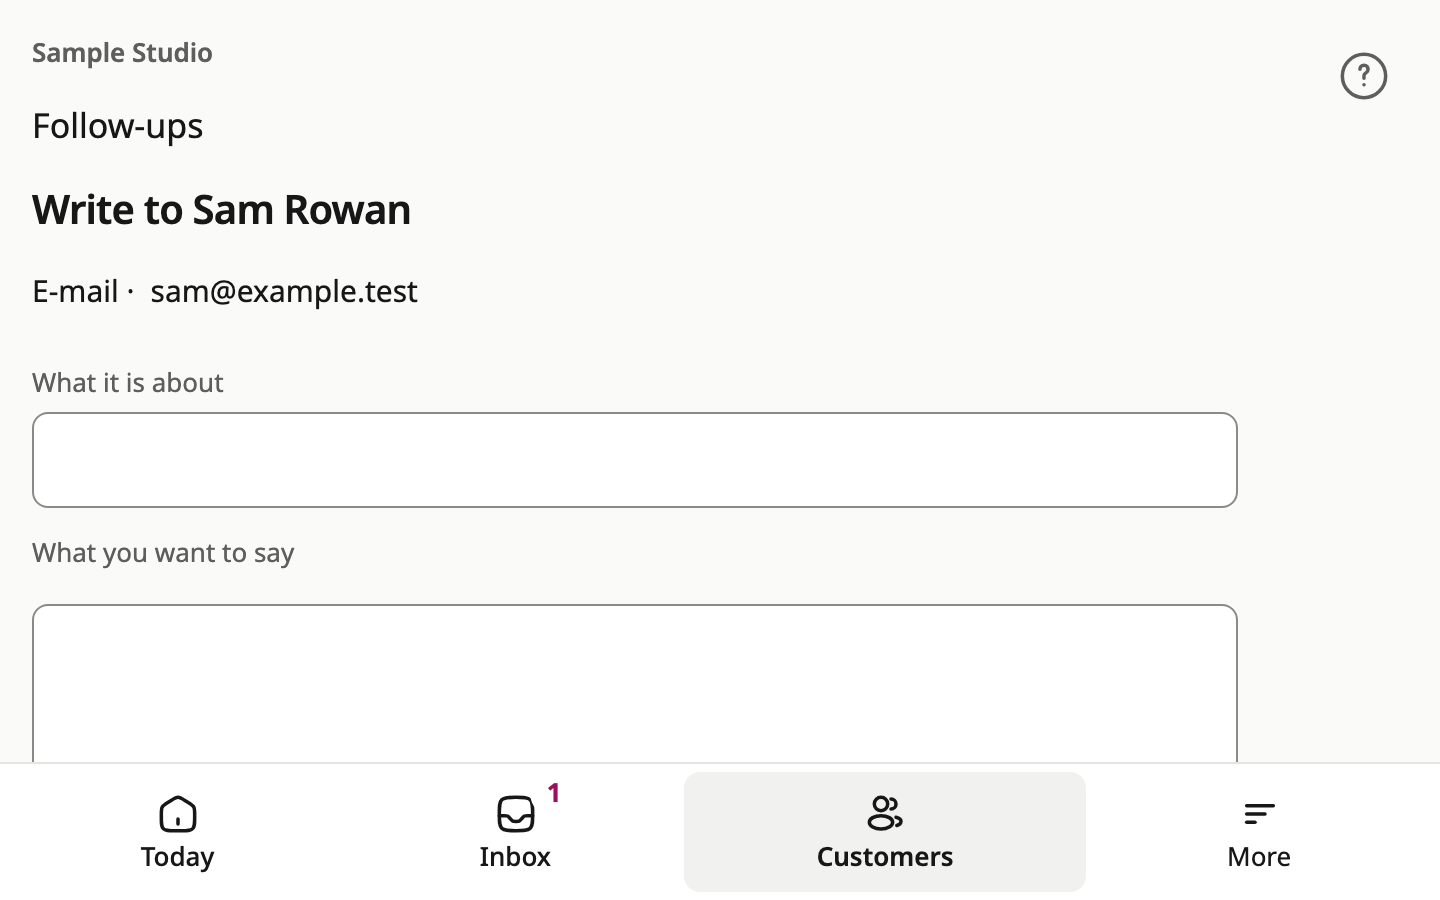 Sample Studio
?
Follow-ups
Write to Sam Rowan
E-mail · sam@example.test
What it is about
What you want to say
1
Today
Inbox
Customers
More